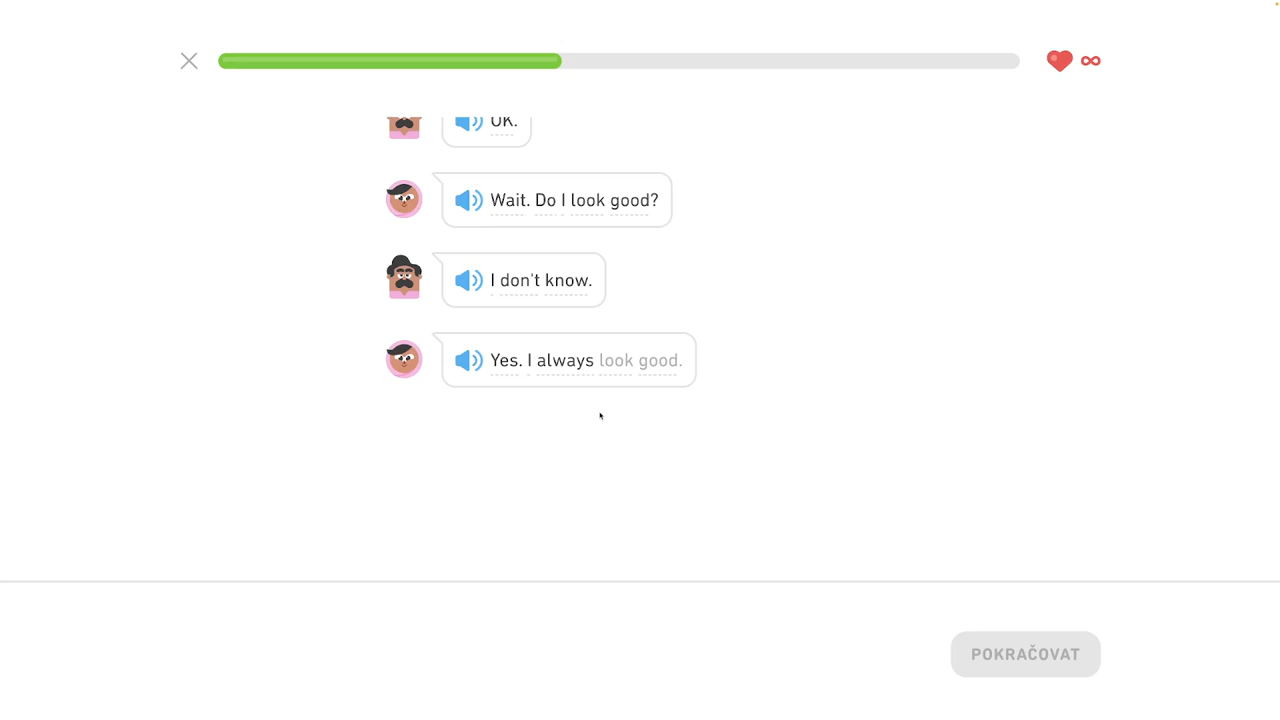 OK.
Wait. Do I look good?
I don't know.
Yes. I always look good.
POKRAČOVAT